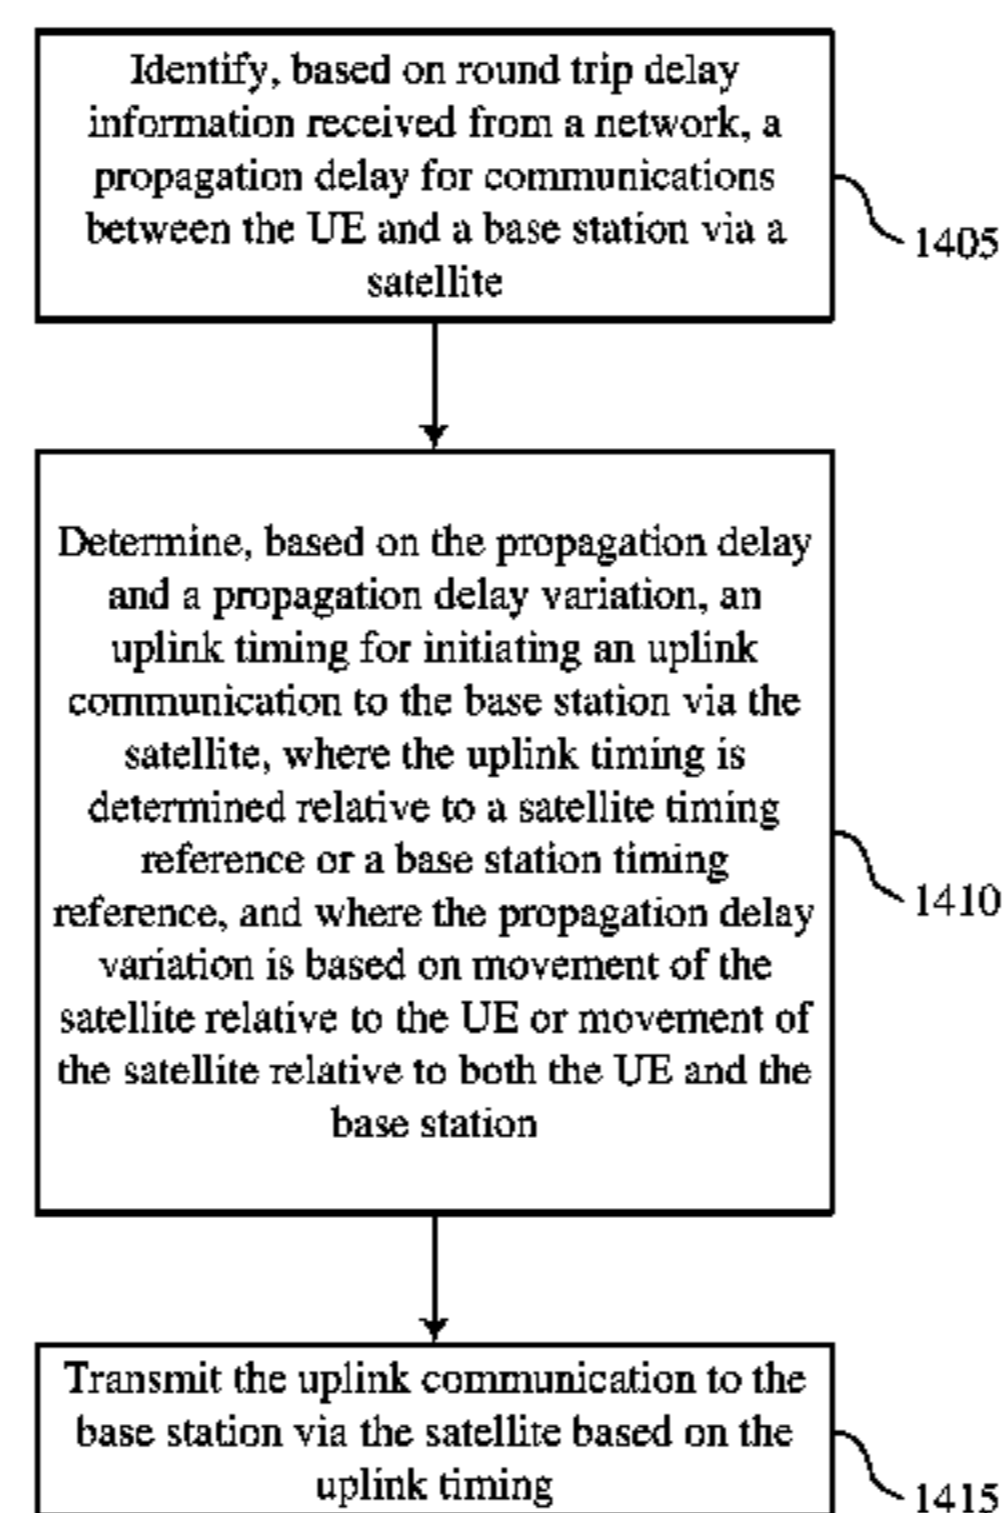 Identify, based on round trip delay
information received from a network, a
propagation delay for communications
between the UE and a base station via a
satellite
1405
Determine, based on the propagation delay
and a propagation delay variation, an
uplink timing for initiating an uplink
communication to the base station via the
satellite, where the uplink timing is
determined relative to a satellite timing
reference or a base station timing
reference, and where the propagation delay
variation is based on movement of the
satellite relative to the UE or movement of
the satellite relative to both the UE and the
base station
1410
Transmit the uplink communication to the
base station via the satellite based on the
uplink timing
1415